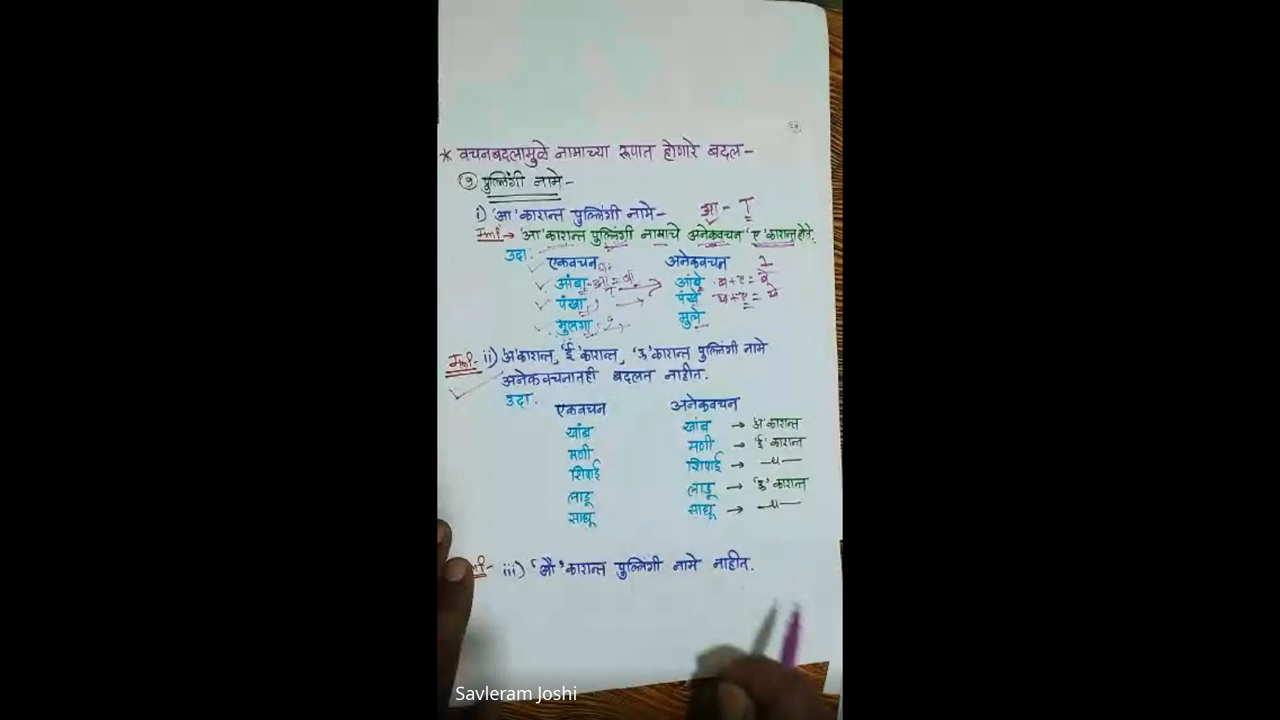 * वचनबदलामुळे नामाच्या रूपात होणारे बदल-
१ पुल्लिंगी नामे-
i) 'आ'कारान्त पुल्लिंगी नामे- आ - ा
Imp→ 'आ'कारान्त पुल्लिंगी नामाचे अनेकवचन 'ए'कारान्त होते.
उदा: एकवचन अनेकवचन
आंबा आंबे ब+ए=बे
पंखा पंखे ख+ए=खे
मुलगा मुले
Imp- ii) 'अ'कारान्त, 'ई'कारान्त, 'ऊ'कारान्त पुल्लिंगी नामे
अनेकवचनातही बदलत नाहीत.
उदा. एकवचन अनेकवचन
खांब खांब → 'अ'कारान्त
मणी मणी → 'ई'कारान्त
शिपाई शिपाई → -॥-
लाडू लाडू → 'ऊ'कारान्त
साधू साधू → -॥-
iii) 'औ'कारान्त पुल्लिंगी नामे नाहीत.
Savleram Joshi